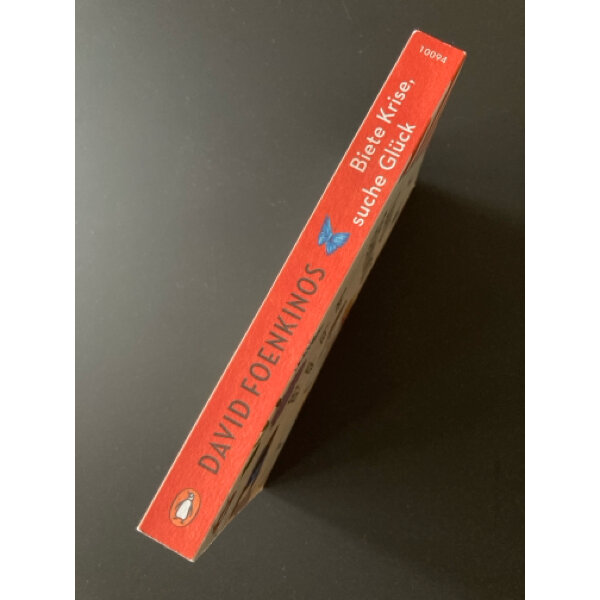 DAVID FOENKINOS
Biete Krise,
suche Glück
10094